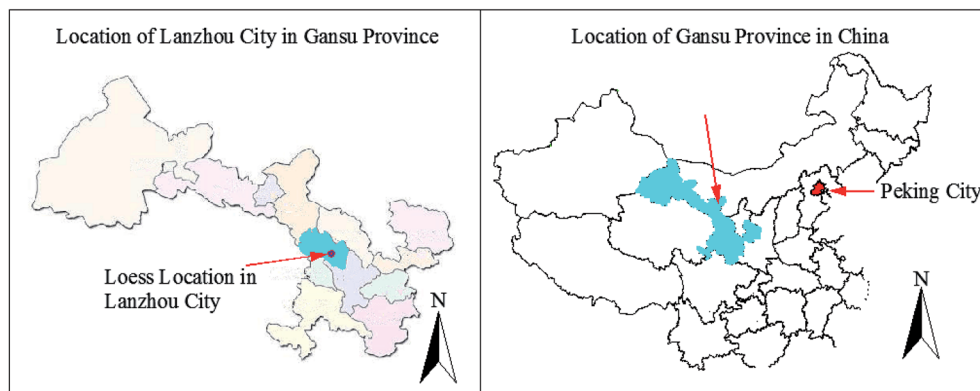 Location of Lanzhou City in Gansu Province
Loess Location in
Lanzhou City
N
Location of Gansu Province in China
Peking City
N